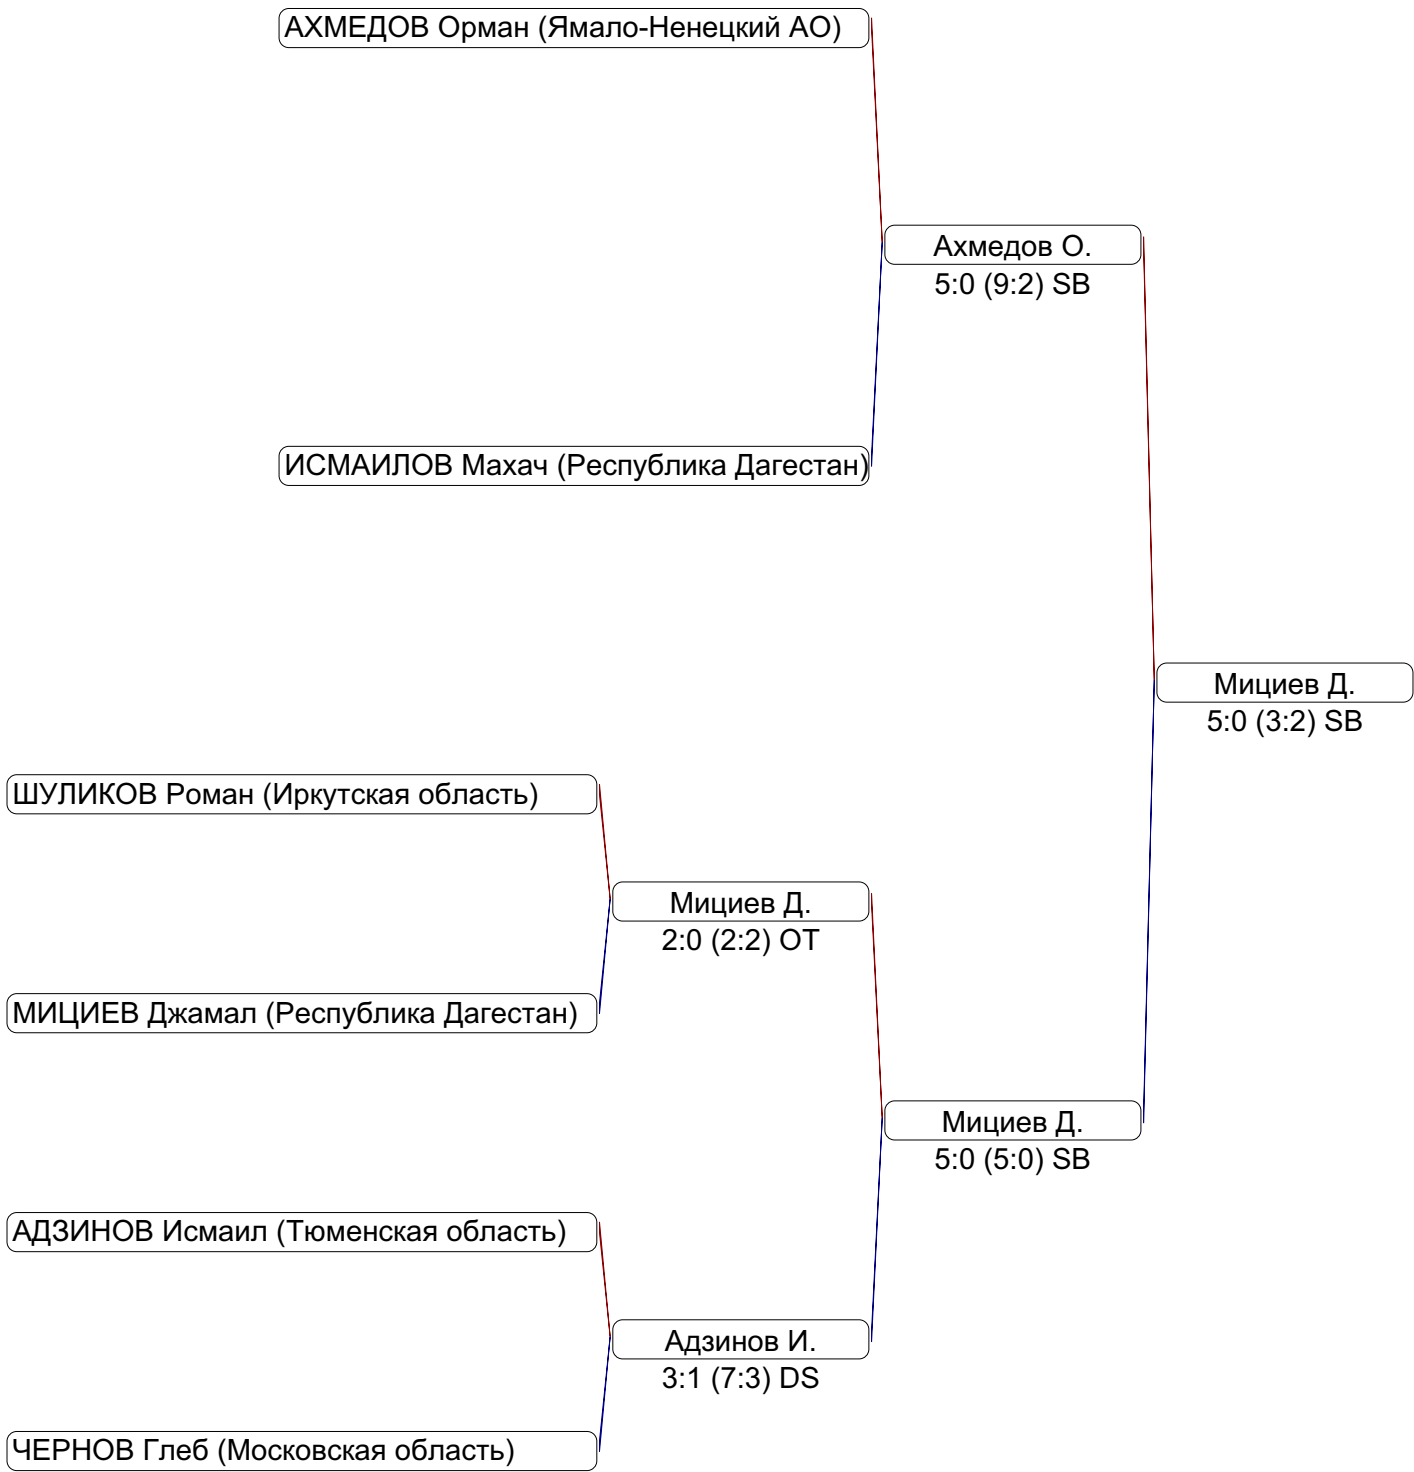 АХМЕДОВ Орман (Ямало-Ненецкий АО)
Ахмедов О.
5:0 (9:2) SB
ИСМАИЛОВ Махач (Республика Дагестан)
Мициев Д.
5:0 (3:2) SB
ШУЛИКОВ Роман (Иркутская область)
Мициев Д.
2:0 (2:2) OT
МИЦИЕВ Джамал (Республика Дагестан)
Мициев Д.
5:0 (5:0) SB
АДЗИНОВ Исмаил (Тюменская область)
Адзинов И.
3:1 (7:3) DS
ЧЕРНОВ Глеб (Московская область)